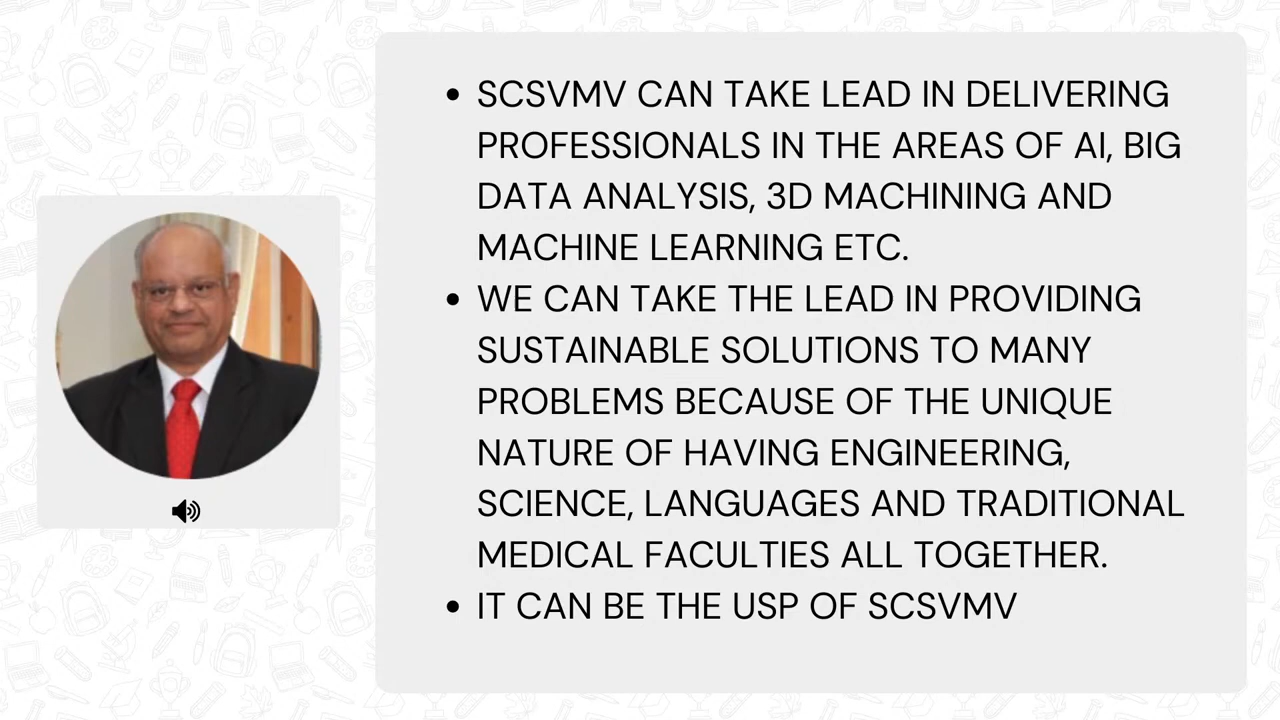 • SCSVMV CAN TAKE LEAD IN DELIVERING
PROFESSIONALS IN THE AREAS OF AI, BIG
DATA ANALYSIS, 3D MACHINING AND
MACHINE LEARNING ETC.
• WE CAN TAKE THE LEAD IN PROVIDING
SUSTAINABLE SOLUTIONS TO MANY
PROBLEMS BECAUSE OF THE UNIQUE
NATURE OF HAVING ENGINEERING,
SCIENCE, LANGUAGES AND TRADITIONAL
MEDICAL FACULTIES ALL TOGETHER.
• IT CAN BE THE USP OF SCSVMV